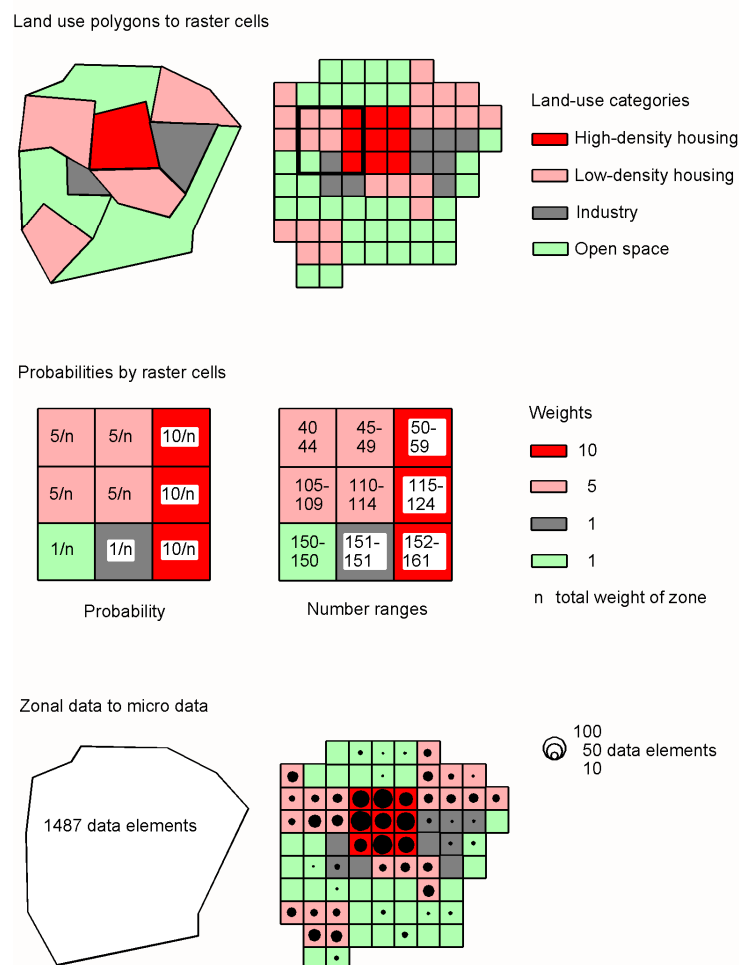 Land use polygons to raster cells
Land-use categories
High-density housing
Low-density housing
Industry
Open space
Probabilities by raster cells
5/n 5/n 10/n
5/n 5/n 10/n
1/n 1/n 10/n
Probability
40 45- 50-
44 49 59
105- 110- 115-
109 114 124
150- 151- 152-
150 151 161
Number ranges
Weights
10
5
1
1
n total weight of zone
Zonal data to micro data
1487 data elements
100
50 data elements
10